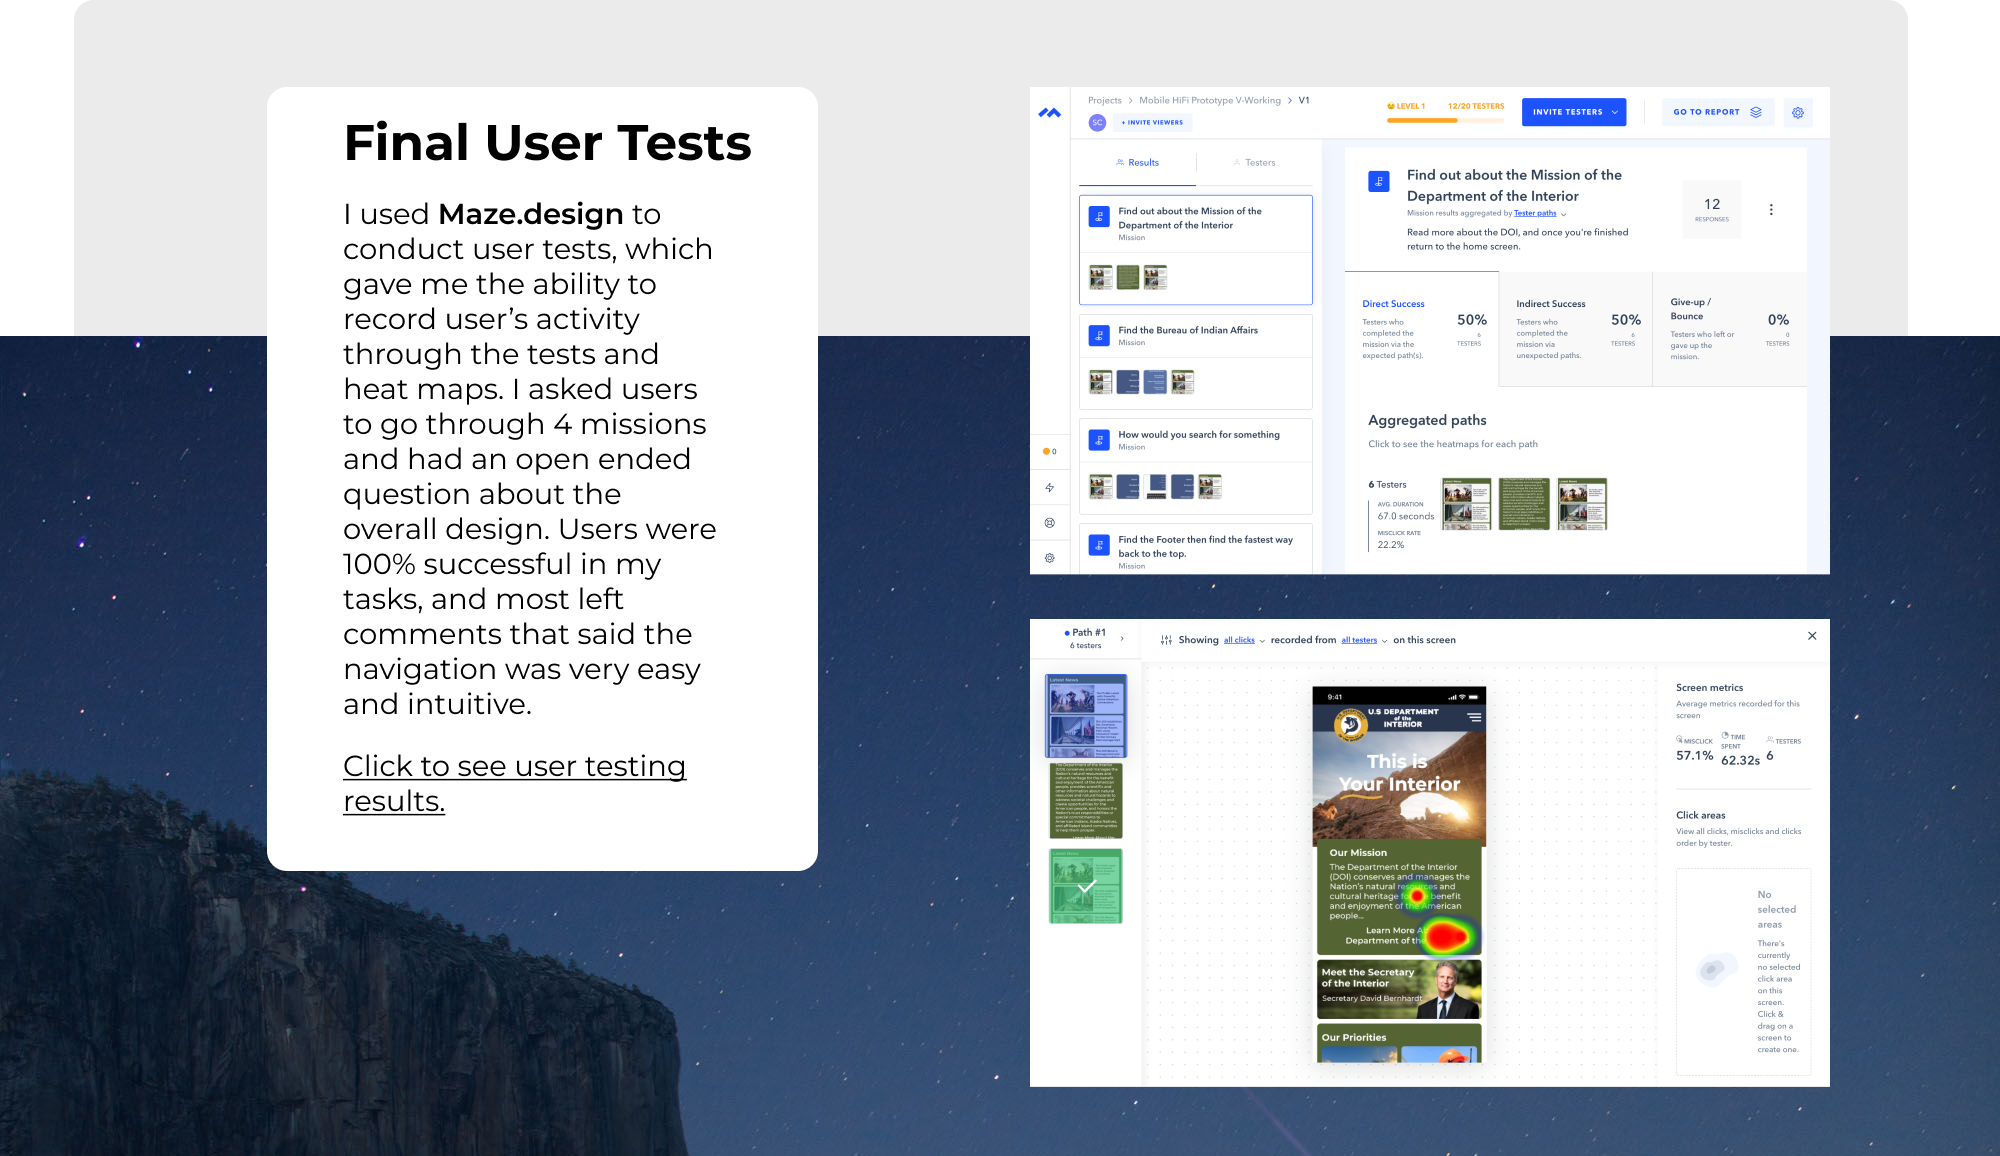 Final User Tests
I used Maze.design to
conduct user tests, which
gave me the ability to
record user's activity
through the tests and
heat maps. I asked users
to go through 4 missions
and had an open ended
question about the
overall design. Users were
100% successful in my
tasks, and most left
comments that said the
navigation was very easy
and intuitive.
Click to see user testing
results.
Projects > Mobile HiFi Prototype V-Working > V1
SC
+ INVITE VIEWERS
LEVEL 1
12/20 TESTERS
INVITE TESTERS
GO TO REPORT
Results
Testers
Find out about the Mission of the
Department of the Interior
Mission
Find the Bureau of Indian Affairs
Mission
How would you search for something
Mission
Find the Footer then find the fastest way
back to the top.
Mission
0
Find out about the Mission of the
Department of the Interior
Mission results aggregated by Tester paths
Read more about the DOI, and once you're finished
return to the home screen.
12
RESPONSES
Direct Success
Testers who
completed the
mission via the
expected path(s).
50%
6
TESTERS
Indirect Success
Testers who
completed the
mission via
unexpected paths.
50%
6
TESTERS
Give-up /
Bounce
Testers who left or
gave up the
mission.
0%
0
TESTERS
Aggregated paths
Click to see the heatmaps for each path
6 Testers
AVG. DURATION
67.0 seconds
MISCLICK RATE
22.2%
Path #1
6 testers
Showing all clicks recorded from all testers on this screen
Latest News
9:41
U.S DEPARTMENT
of the
INTERIOR
This is
Your Interior
Our Mission
The Department of the Interior
(DOI) conserves and manages the
Nation's natural resources and
cultural heritage benefit
and enjoyment of the American
people...
Learn More
Department of the
Meet the Secretary
of the Interior
Secretary David Bernhardt
Our Priorities
Screen metrics
Average metrics recorded for this
screen
MISCLICK
57.1%
TIME
SPENT
62.32s
TESTERS
6
Click areas
View all clicks, misclicks and clicks
order by tester.
No
selected
areas
There's
currently
no selected
click area
on this
screen.
Click &
drag on a
screen to
create one.